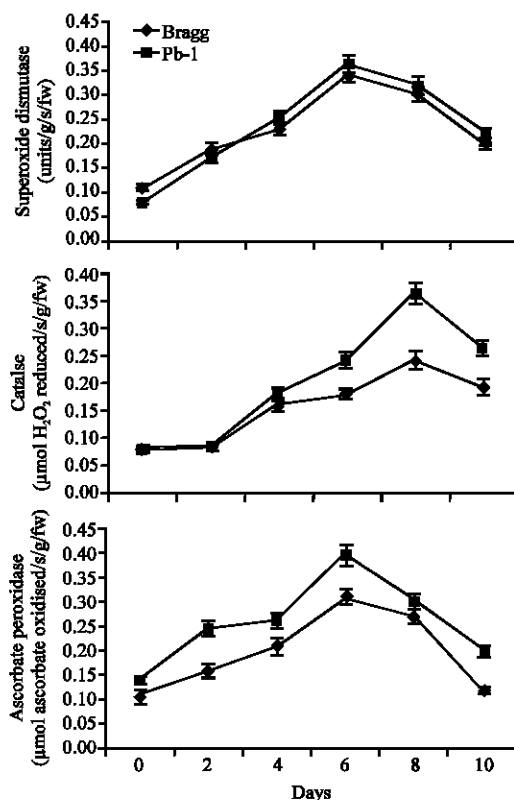 Bragg
Pb-1
Superoxide dismutase
(units/g/s/fw)
0.45
0.40
0.35
0.30
0.25
0.20
0.15
0.10
0.05
0.00
Catalse
(µmol H₂O₂ reduced/s/g/fw)
0.40
0.35
0.30
0.25
0.20
0.15
0.10
0.05
0.00
Ascorbate peroxidase
(µmol ascorbate oxidised/s/g/fw)
0.45
0.40
0.35
0.30
0.25
0.20
0.15
0.10
0.05
0.00
0 2 4 6 8 10
Days